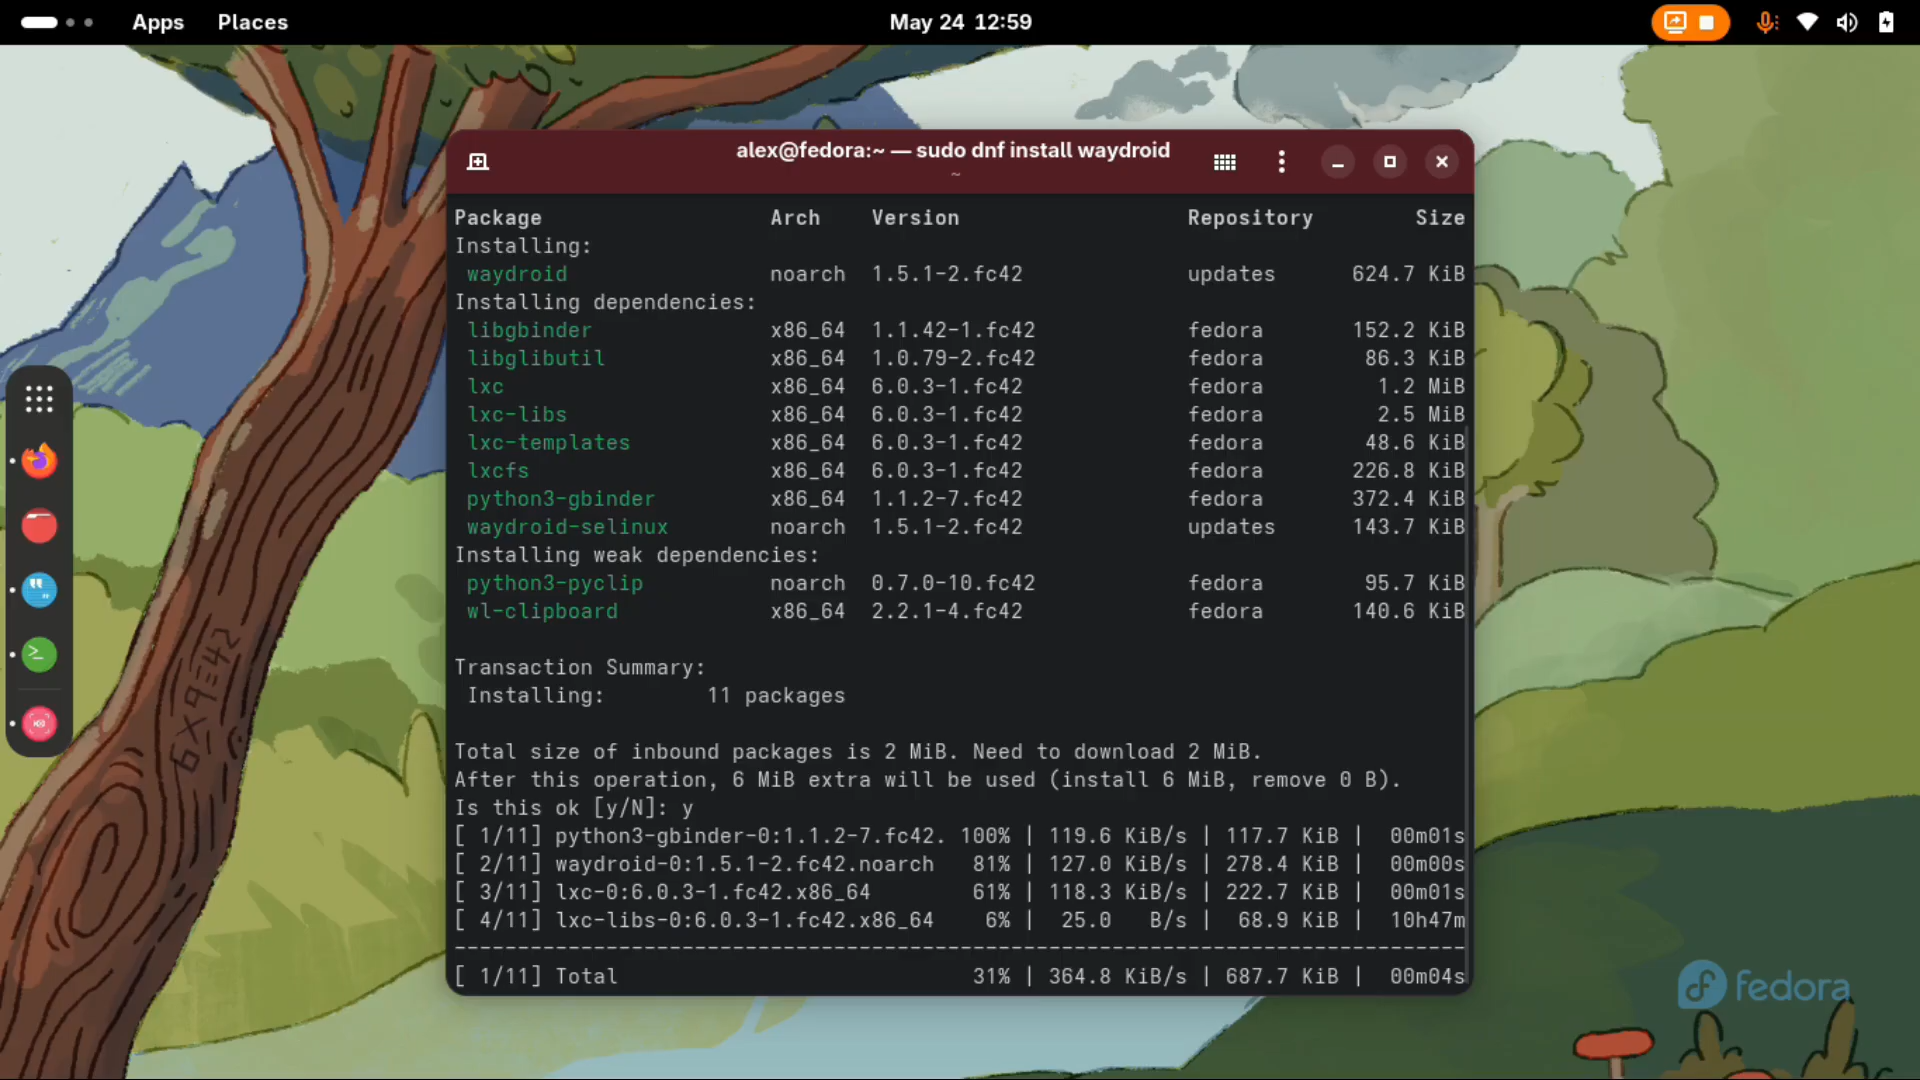 Apps Places May 24 12:59
alex@fedora:~ — sudo dnf install waydroid
~
Package Arch Version Repository Size
Installing:
waydroid noarch 1.5.1-2.fc42 updates 624.7 KiB
Installing dependencies:
libgbinder x86_64 1.1.42-1.fc42 fedora 152.2 KiB
libglibutil x86_64 1.0.79-2.fc42 fedora 86.3 KiB
lxc x86_64 6.0.3-1.fc42 fedora 1.2 MiB
lxc-libs x86_64 6.0.3-1.fc42 fedora 2.5 MiB
lxc-templates x86_64 6.0.3-1.fc42 fedora 48.6 KiB
lxcfs x86_64 6.0.3-1.fc42 fedora 226.8 KiB
python3-gbinder x86_64 1.1.2-7.fc42 fedora 372.4 KiB
waydroid-selinux noarch 1.5.1-2.fc42 updates 143.7 KiB
Installing weak dependencies:
python3-pyclip noarch 0.7.0-10.fc42 fedora 95.7 KiB
wl-clipboard x86_64 2.2.1-4.fc42 fedora 140.6 KiB
Transaction Summary:
Installing: 11 packages
Total size of inbound packages is 2 MiB. Need to download 2 MiB.
After this operation, 6 MiB extra will be used (install 6 MiB, remove 0 B).
Is this ok [y/N]: y
[ 1/11] python3-gbinder-0:1.1.2-7.fc42. 100% | 119.6 KiB/s | 117.7 KiB | 00m01s
[ 2/11] waydroid-0:1.5.1-2.fc42.noarch 81% | 127.0 KiB/s | 278.4 KiB | 00m00s
[ 3/11] lxc-0:6.0.3-1.fc42.x86_64 61% | 118.3 KiB/s | 222.7 KiB | 00m01s
[ 4/11] lxc-libs-0:6.0.3-1.fc42.x86_64 6% | 25.0 B/s | 68.9 KiB | 10h47m
--------------------------------------------------------------------------------
[ 1/11] Total 31% | 364.8 KiB/s | 687.7 KiB | 00m04s
6X9=42
fedora